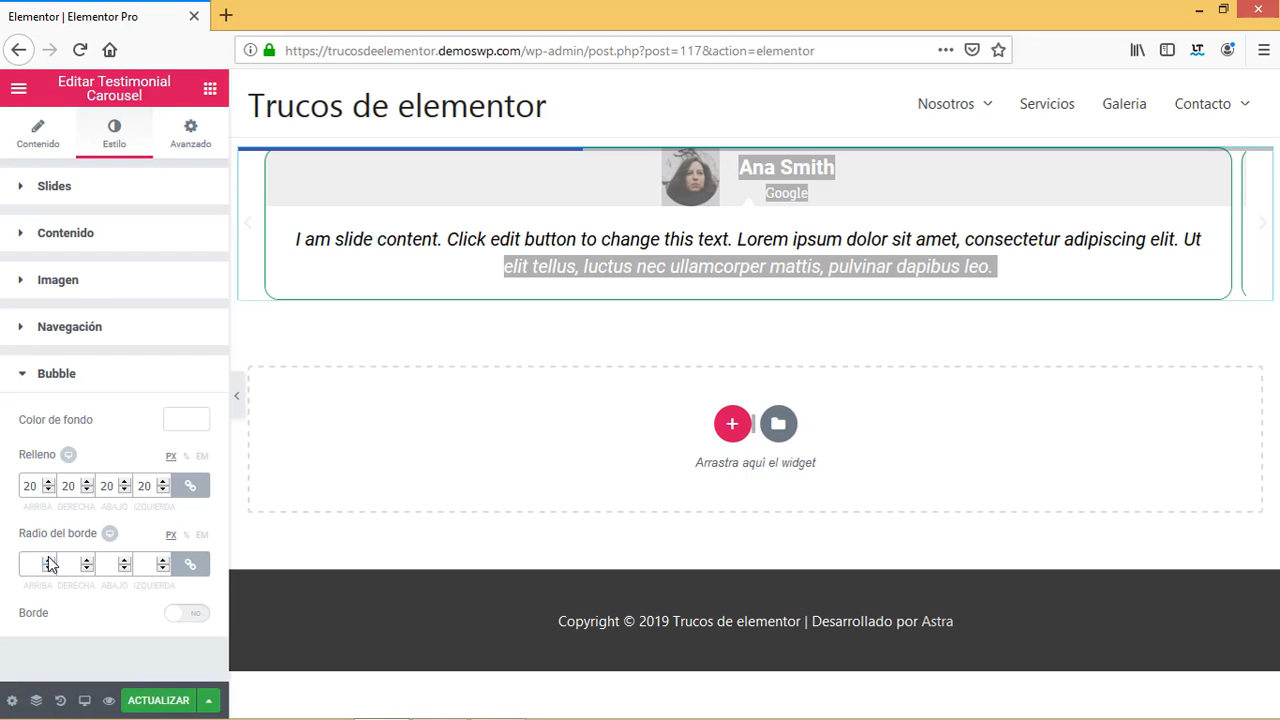 Elementor | Elementor Pro
https://trucosdeelementor.demoswp.com/wp-admin/post.php?post=117&action=elementor
Editar Testimonial
Carousel
Contenido
Estilo
Avanzado
Slides
Contenido
Imagen
Navegación
Bubble
Color de fondo
Relleno
PX % EM
20 20 20 20
ARRIBA DERECHA ABAJO IZQUIERDA
Radio del borde
PX % EM
ARRIBA DERECHA ABAJO IZQUIERDA
Borde
NO
ACTUALIZAR
Trucos de elementor
Nosotros
Servicios
Galeria
Contacto
Ana Smith
Google
I am slide content. Click edit button to change this text. Lorem ipsum dolor sit amet, consectetur adipiscing elit. Ut
elit tellus, luctus nec ullamcorper mattis, pulvinar dapibus leo.
Arrastra aquí el widget
Copyright © 2019 Trucos de elementor | Desarrollado por Astra